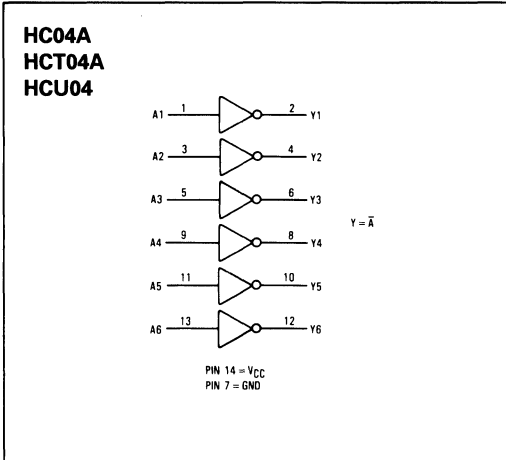 HC04A
HCT04A
HCU04
A1 1 2 Y1
A2 3 4 Y2
A3 5 6 Y3
Y = A̅
A4 9 8 Y4
A5 11 10 Y5
A6 13 12 Y6
PIN 14 = VCC
PIN 7 = GND